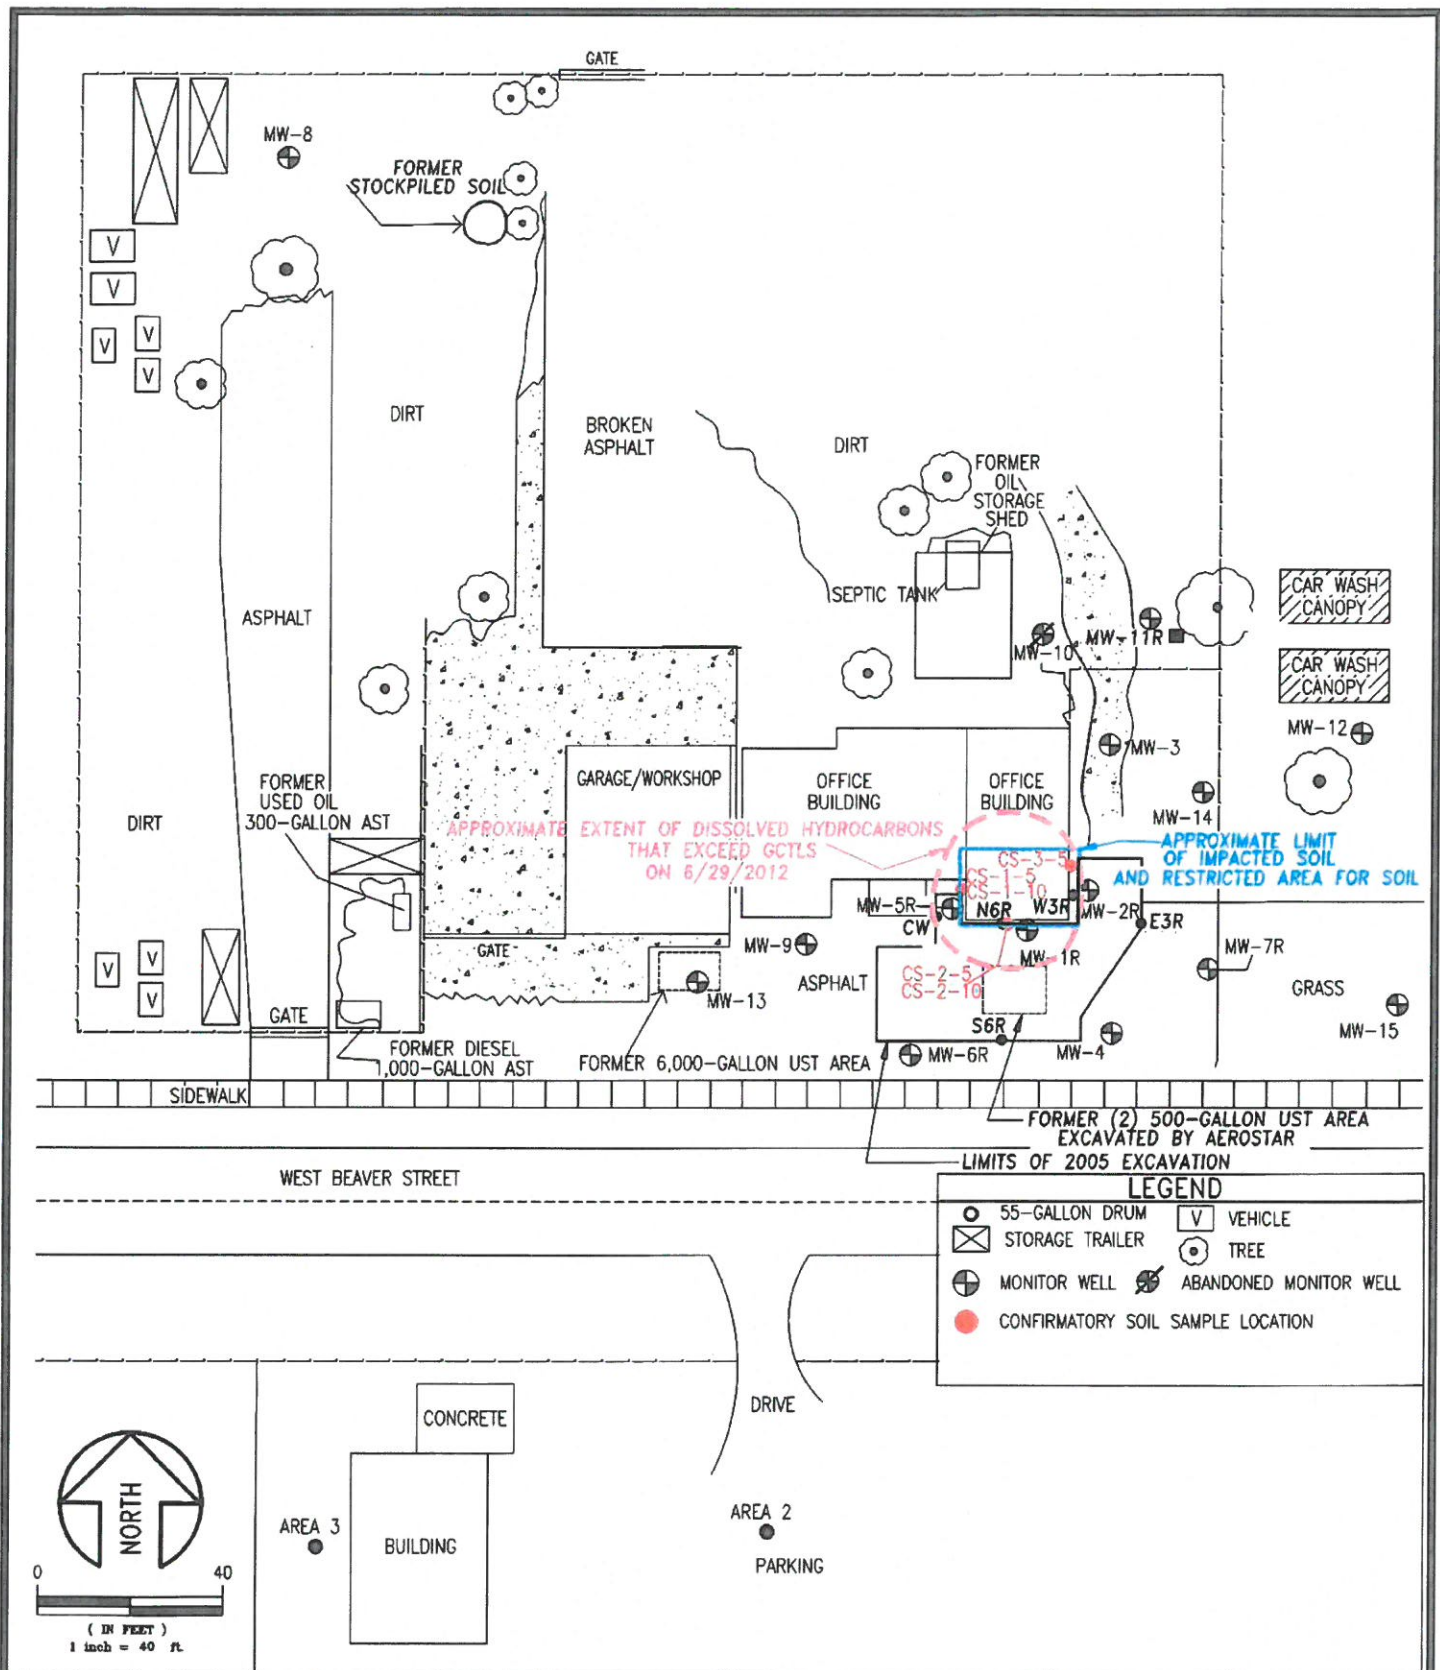 GATE
MW-8
FORMER
STOCKPILED SOIL
V
V
V
V
V
DIRT
BROKEN
ASPHALT
DIRT
FORMER
OIL
STORAGE
SHED
SEPTIC TANK
ASPHALT
CAR WASH
CANOPY
MW-10
MW-11R
CAR WASH
CANOPY
MW-12
MW-3
GARAGE/WORKSHOP
OFFICE
BUILDING
OFFICE
BUILDING
FORMER
USED OIL
300-GALLON AST
MW-14
DIRT
APPROXIMATE EXTENT OF DISSOLVED HYDROCARBONS
THAT EXCEED GCTLS
ON 6/29/2012
APPROXIMATE LIMIT
OF IMPACTED SOIL
AND RESTRICTED AREA FOR SOIL
CS-3-5
CS-1-5
CS-1-10
MW-5R
N6R
W3R
MW-2R
CW
E3R
MW-9
GATE
MW-1R
MW-7R
V
V
V
CS-2-5
CS-2-10
ASPHALT
GRASS
MW-13
MW-15
GATE
S6R
FORMER DIESEL
1,000-GALLON AST
FORMER 6,000-GALLON UST AREA
MW-6R
MW-4
SIDEWALK
FORMER (2) 500-GALLON UST AREA
EXCAVATED BY AEROSTAR
LIMITS OF 2005 EXCAVATION
WEST BEAVER STREET
LEGEND
55-GALLON DRUM
V VEHICLE
STORAGE TRAILER
TREE
MONITOR WELL
ABANDONED MONITOR WELL
CONFIRMATORY SOIL SAMPLE LOCATION
DRIVE
CONCRETE
NORTH
AREA 3
BUILDING
AREA 2
PARKING
0 40
( IN FEET )
1 inch = 40 ft.